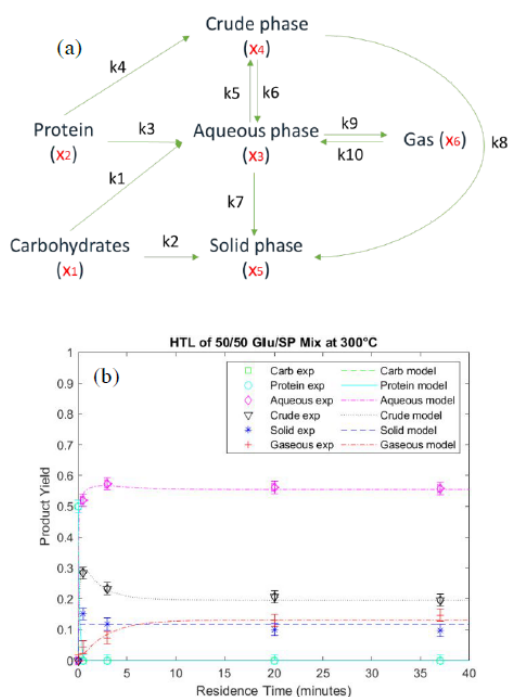 Crude phase
(a)
(x4)
k4
k5
k6
Protein
k3
Aqueous phase
k9
Gas (x6)
k8
(x2)
(x3)
k10
k1
k7
Carbohydrates
k2
Solid phase
(x1)
(x5)
HTL of 50/50 Glu/SP Mix at 300°C
(b)
Carb exp
Carb model
Protein exp
Protein model
Aqueous exp
Aqueous model
Crude exp
Crude model
Solid exp
Solid model
Gaseous exp
Gaseous model
Product Yield
1
0.9
0.8
0.7
0.6
0.5
0.4
0.3
0.2
0.1
0
0 5 10 15 20 25 30 35 40
Residence Time (minutes)